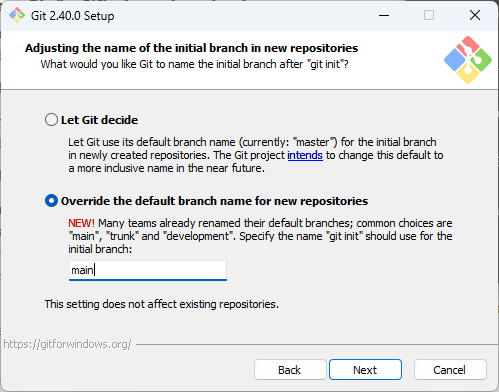 Git 2.40.0 Setup
Adjusting the name of the initial branch in new repositories
What would you like Git to name the initial branch after "git init"?
Let Git decide
Let Git use its default branch name (currently: "master") for the initial branch
in newly created repositories. The Git project intends to change this default to
a more inclusive name in the near future.
Override the default branch name for new repositories
NEW! Many teams already renamed their default branches; common choices are
"main", "trunk" and "development". Specify the name "git init" should use for the
initial branch:
main
This setting does not affect existing repositories.
https://gitforwindows.org/
Back Next Cancel